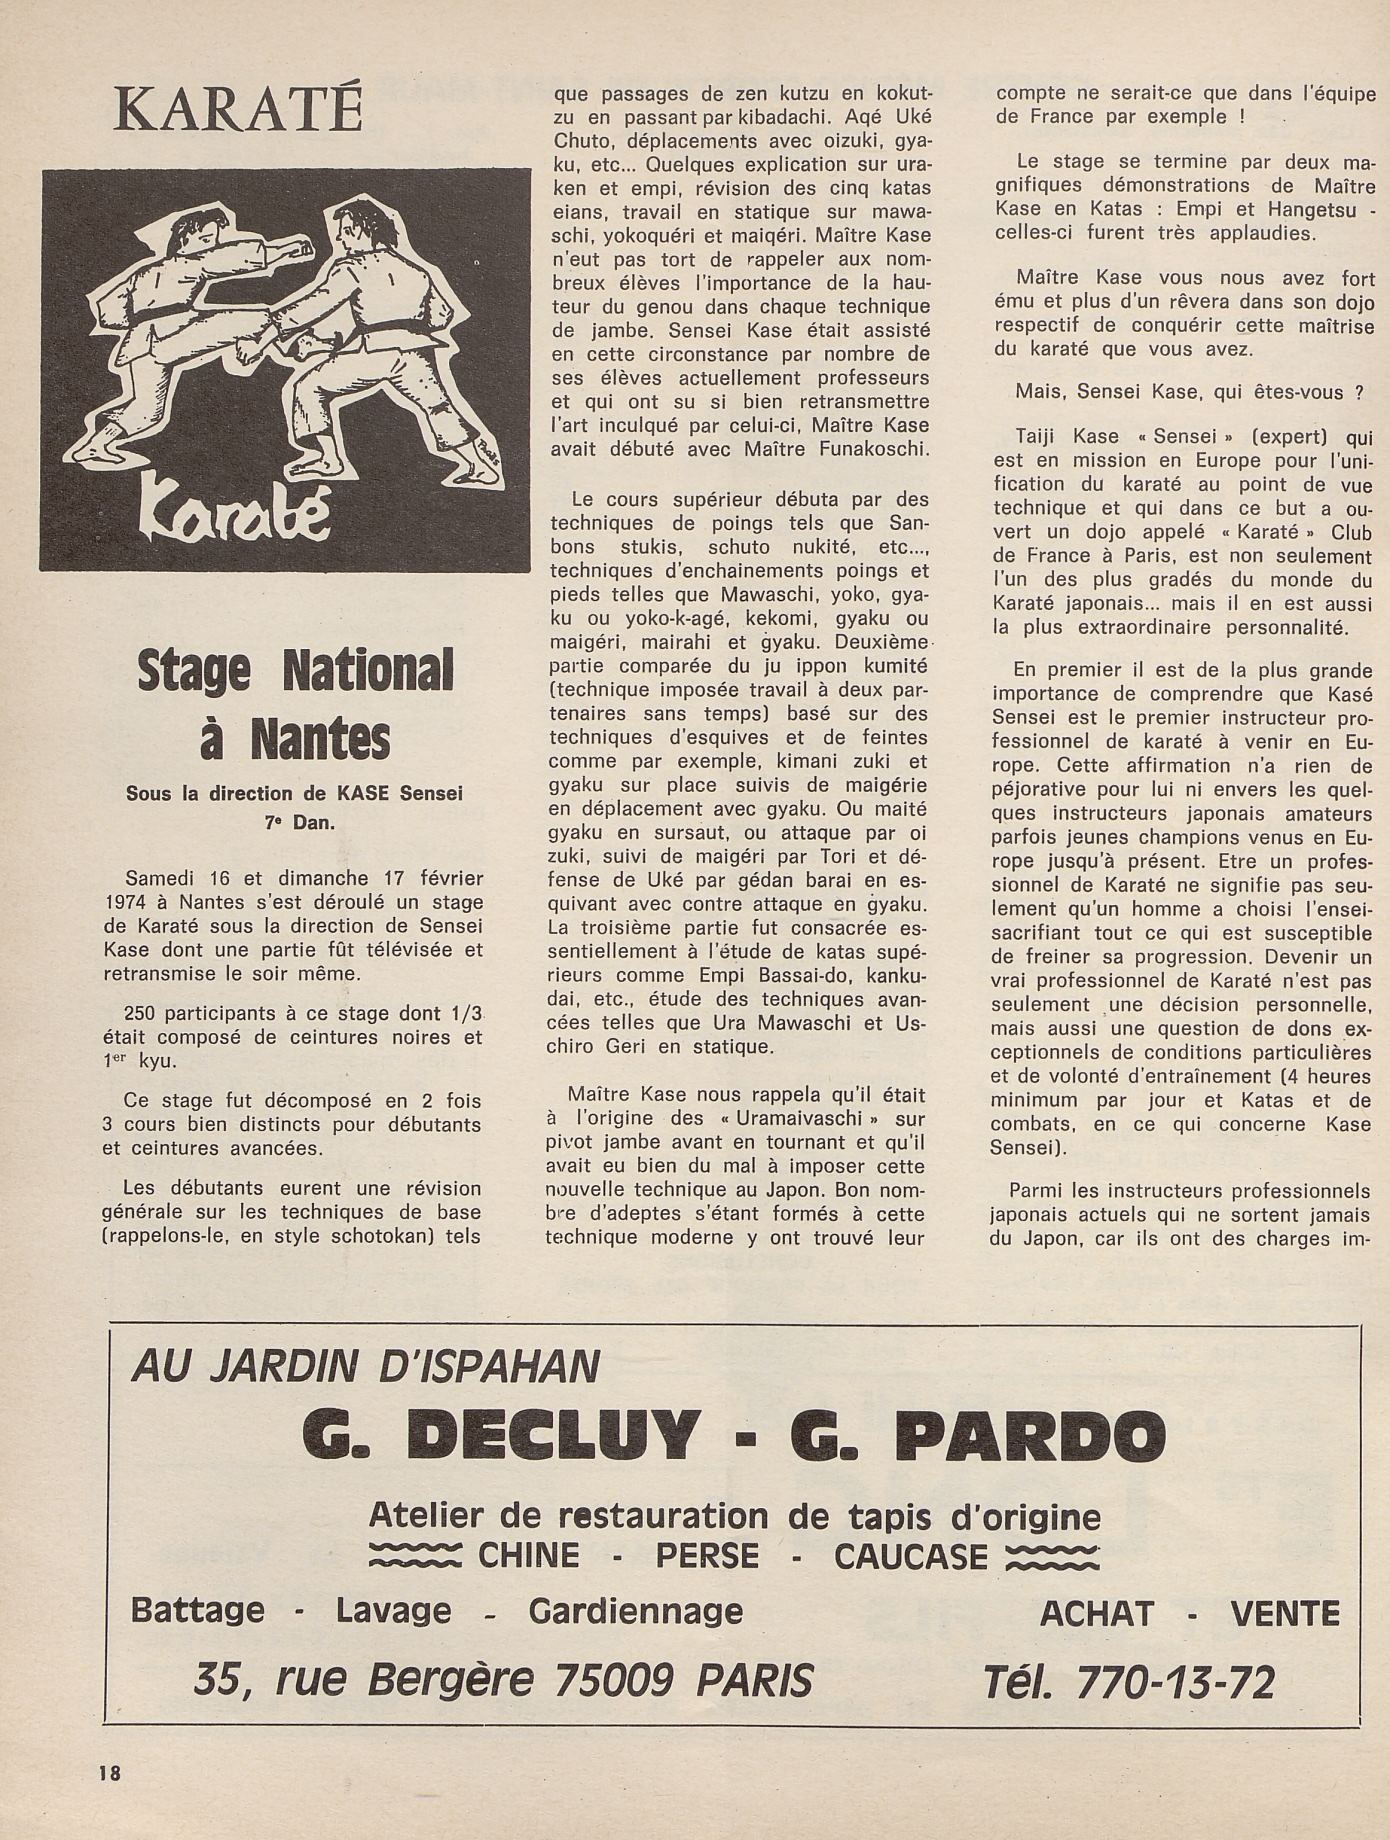 KARATÉ
Karaté
Stage National
à Nantes
Sous la direction de KASE Sensei
7e Dan.
Samedi 16 et dimanche 17 février
1974 à Nantes s'est déroulé un stage
de Karaté sous la direction de Sensei
Kase dont une partie fût télévisée et
retransmise le soir même.
250 participants à ce stage dont 1/3
était composé de ceintures noires et
1er kyu.
Ce stage fut décomposé en 2 fois
3 cours bien distincts pour débutants
et ceintures avancées.
Les débutants eurent une révision
générale sur les techniques de base
(rappelons-le, en style schotokan) tels
que passages de zen kutzu en kokut-
zu en passant par kibadachi. Aqé Uké
Chuto, déplacements avec oizuki, gya-
ku, etc... Quelques explication sur ura-
ken et empi, révision des cinq katas
eians, travail en statique sur mawa-
schi, yokoquéri et maiqéri. Maître Kase
n'eut pas tort de rappeler aux nom-
breux élèves l'importance de la hau-
teur du genou dans chaque technique
de jambe. Sensei Kase était assisté
en cette circonstance par nombre de
ses élèves actuellement professeurs
et qui ont su si bien retransmettre
l'art inculqué par celui-ci, Maître Kase
avait débuté avec Maître Funakoschi.
Le cours supérieur débuta par des
techniques de poings tels que San-
bons stukis, schuto nukité, etc...,
techniques d'enchainements poings et
pieds telles que Mawaschi, yoko, gya-
ku ou yoko-k-agé, kekomi, gyaku ou
maigéri, mairahi et gyaku. Deuxième
partie comparée du ju ippon kumité
(technique imposée travail à deux par-
tenaires sans temps) basé sur des
techniques d'esquives et de feintes
comme par exemple, kimani zuki et
gyaku sur place suivis de maigérie
en déplacement avec gyaku. Ou maité
gyaku en sursaut, ou attaque par oi
zuki, suivi de maigéri par Tori et dé-
fense de Uké par gédan barai en es-
quivant avec contre attaque en gyaku.
La troisième partie fut consacrée es-
sentiellement à l'étude de katas supé-
rieurs comme Empi Bassai-do, kanku-
dai, etc., étude des techniques avan-
cées telles que Ura Mawaschi et Us-
chiro Geri en statique.
Maître Kase nous rappela qu'il était
à l'origine des « Uramaivaschi » sur
pivot jambe avant en tournant et qu'il
avait eu bien du mal à imposer cette
nouvelle technique au Japon. Bon nom-
bre d'adeptes s'étant formés à cette
technique moderne y ont trouvé leur
compte ne serait-ce que dans l'équipe
de France par exemple !
Le stage se termine par deux ma-
gnifiques démonstrations de Maître
Kase en Katas : Empi et Hangetsu -
celles-ci furent très applaudies.
Maître Kase vous nous avez fort
ému et plus d'un rêvera dans son dojo
respectif de conquérir cette maîtrise
du karaté que vous avez.
Mais, Sensei Kase, qui êtes-vous ?
Taiji Kase « Sensei » (expert) qui
est en mission en Europe pour l'uni-
fication du karaté au point de vue
technique et qui dans ce but a ou-
vert un dojo appelé « Karaté » Club
de France à Paris, est non seulement
l'un des plus gradés du monde du
Karaté japonais... mais il en est aussi
la plus extraordinaire personnalité.
En premier il est de la plus grande
importance de comprendre que Kasé
Sensei est le premier instructeur pro-
fessionnel de karaté à venir en Eu-
rope. Cette affirmation n'a rien de
péjorative pour lui ni envers les quel-
ques instructeurs japonais amateurs
parfois jeunes champions venus en Eu-
rope jusqu'à présent. Etre un profes-
sionnel de Karaté ne signifie pas seu-
lement qu'un homme a choisi l'ensei-
sacrifiant tout ce qui est susceptible
de freiner sa progression. Devenir un
vrai professionnel de Karaté n'est pas
seulement une décision personnelle,
mais aussi une question de dons ex-
ceptionnels de conditions particulières
et de volonté d'entraînement (4 heures
minimum par jour et Katas et de
combats, en ce qui concerne Kase
Sensei).
Parmi les instructeurs professionnels
japonais actuels qui ne sortent jamais
du Japon, car ils ont des charges im-
AU JARDIN D'ISPAHAN
G. DECLUY - G. PARDO
Atelier de restauration de tapis d'origine
CHINE - PERSE - CAUCASE
Battage - Lavage - Gardiennage ACHAT - VENTE
35, rue Bergère 75009 PARIS Tél. 770-13-72
18